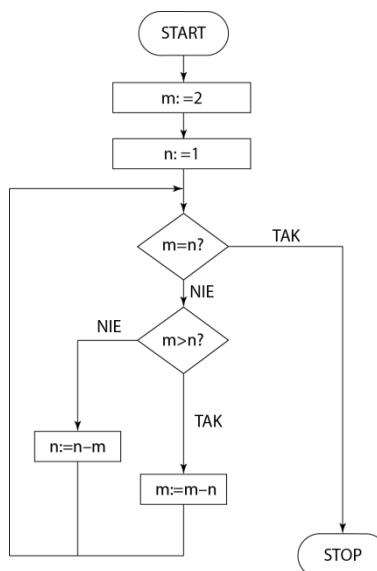 START
m: =2
n: =1
m=n?
TAK
NIE
m>n?
NIE
TAK
n:=n–m
m:=m–n
STOP